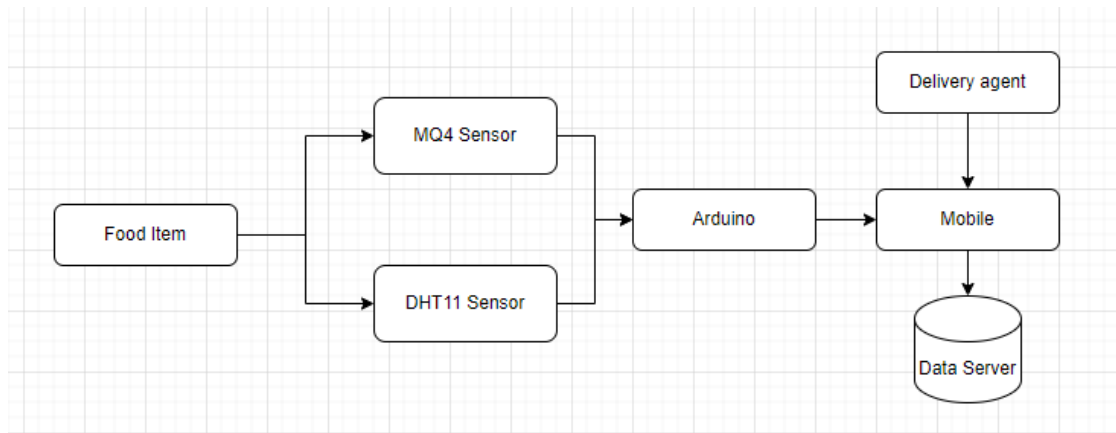 Delivery agent
MQ4 Sensor
Food Item
Arduino
Mobile
DHT11 Sensor
Data Server